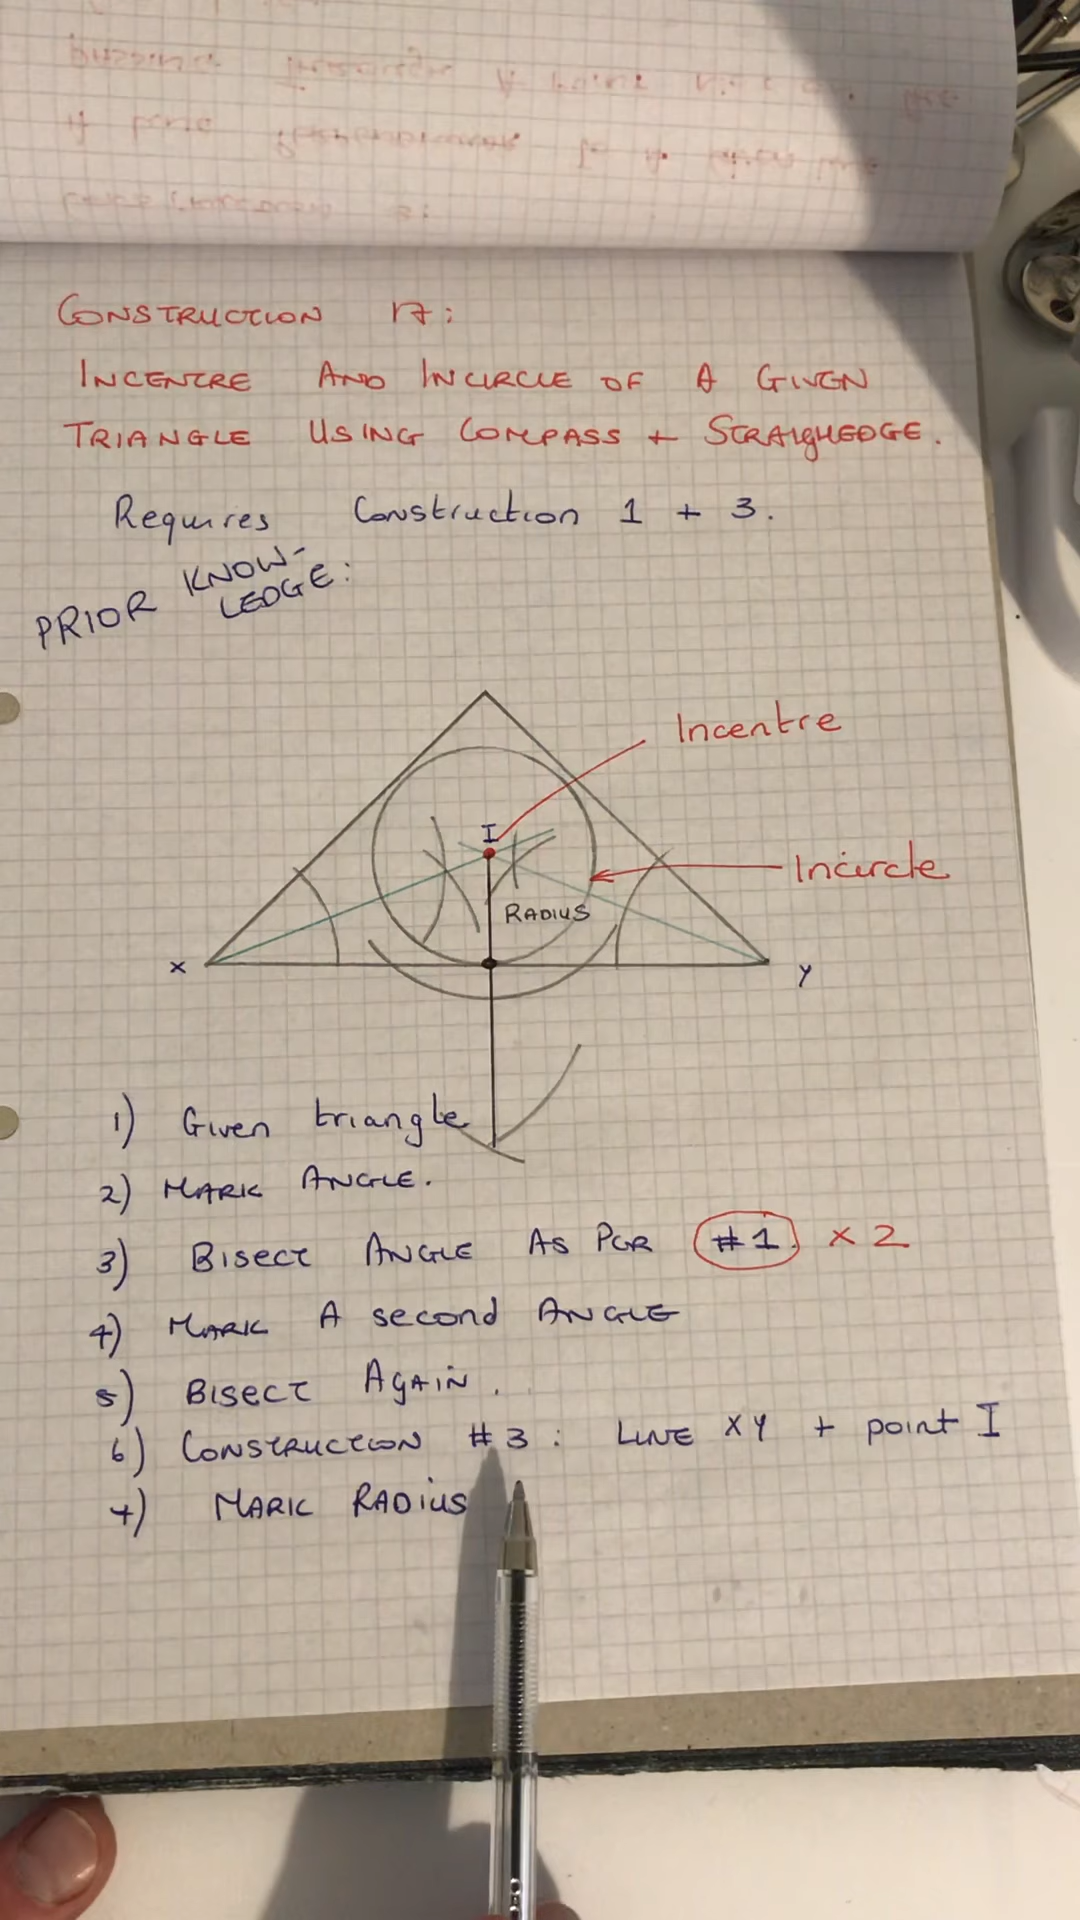 CONSTRUCTION 17:
INCENTRE AND INCIRCLE OF A GIVEN
TRIANGLE USING COMPASS + STRAIGHEDGE.
Requires Construction 1 + 3.
PRIOR KNOW-
LEDGE:
Incentre
I
Incircle
RADIUS
X
Y
1) Given triangle
2) MARK ANGLE.
3) BISECT ANGLE AS PER #1 x 2
4) MARK A second ANGLE
5) BISECT AGAIN.
6) CONSTRUCTION #3: LINE XY + point I
7) MARK RADIUS